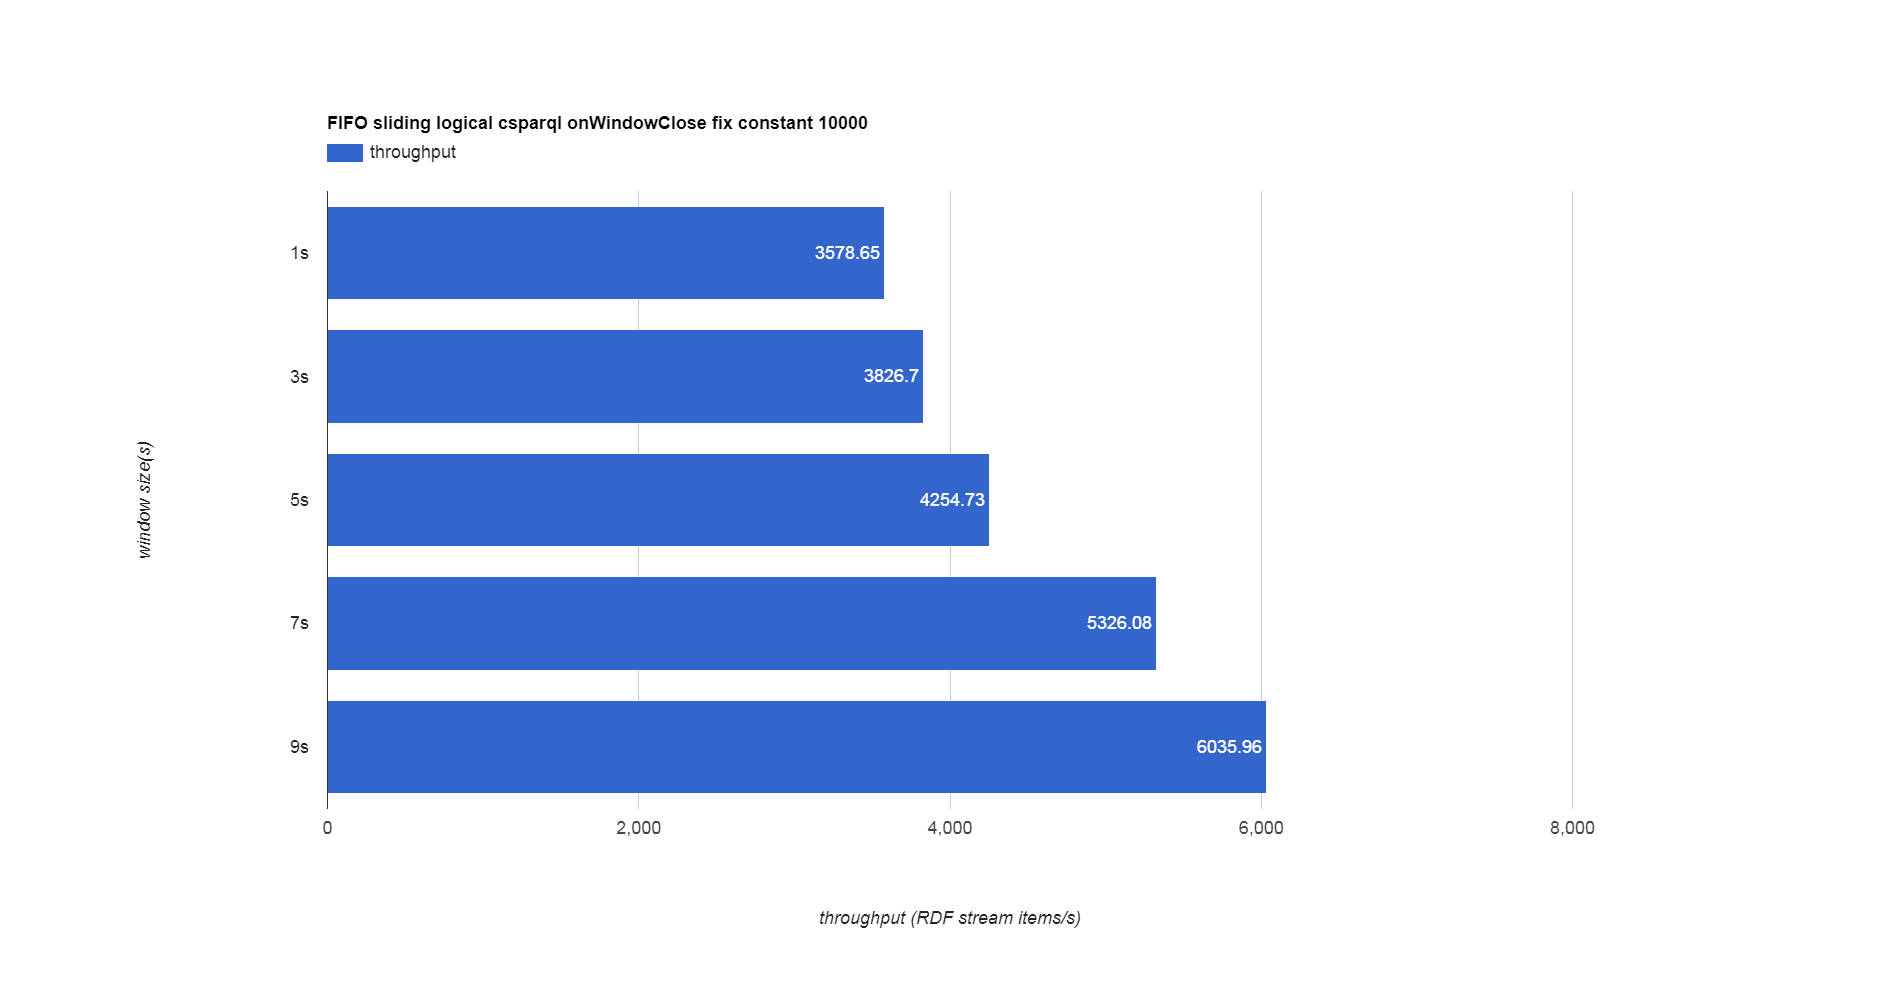 FIFO sliding logical csparql onWindowClose fix constant 10000
throughput
1s
3578.65
3s
3826.7
5s
4254.73
7s
5326.08
9s
6035.96
window size(s)
0
2,000
4,000
6,000
8,000
throughput (RDF stream items/s)